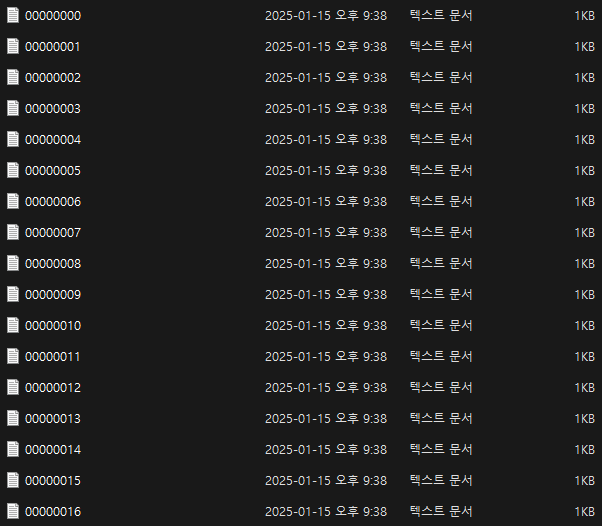 00000000 2025-01-15 오후 9:38 텍스트 문서 1KB
00000001 2025-01-15 오후 9:38 텍스트 문서 1KB
00000002 2025-01-15 오후 9:38 텍스트 문서 1KB
00000003 2025-01-15 오후 9:38 텍스트 문서 1KB
00000004 2025-01-15 오후 9:38 텍스트 문서 1KB
00000005 2025-01-15 오후 9:38 텍스트 문서 1KB
00000006 2025-01-15 오후 9:38 텍스트 문서 1KB
00000007 2025-01-15 오후 9:38 텍스트 문서 1KB
00000008 2025-01-15 오후 9:38 텍스트 문서 1KB
00000009 2025-01-15 오후 9:38 텍스트 문서 1KB
00000010 2025-01-15 오후 9:38 텍스트 문서 1KB
00000011 2025-01-15 오후 9:38 텍스트 문서 1KB
00000012 2025-01-15 오후 9:38 텍스트 문서 1KB
00000013 2025-01-15 오후 9:38 텍스트 문서 1KB
00000014 2025-01-15 오후 9:38 텍스트 문서 1KB
00000015 2025-01-15 오후 9:38 텍스트 문서 1KB
00000016 2025-01-15 오후 9:38 텍스트 문서 1KB